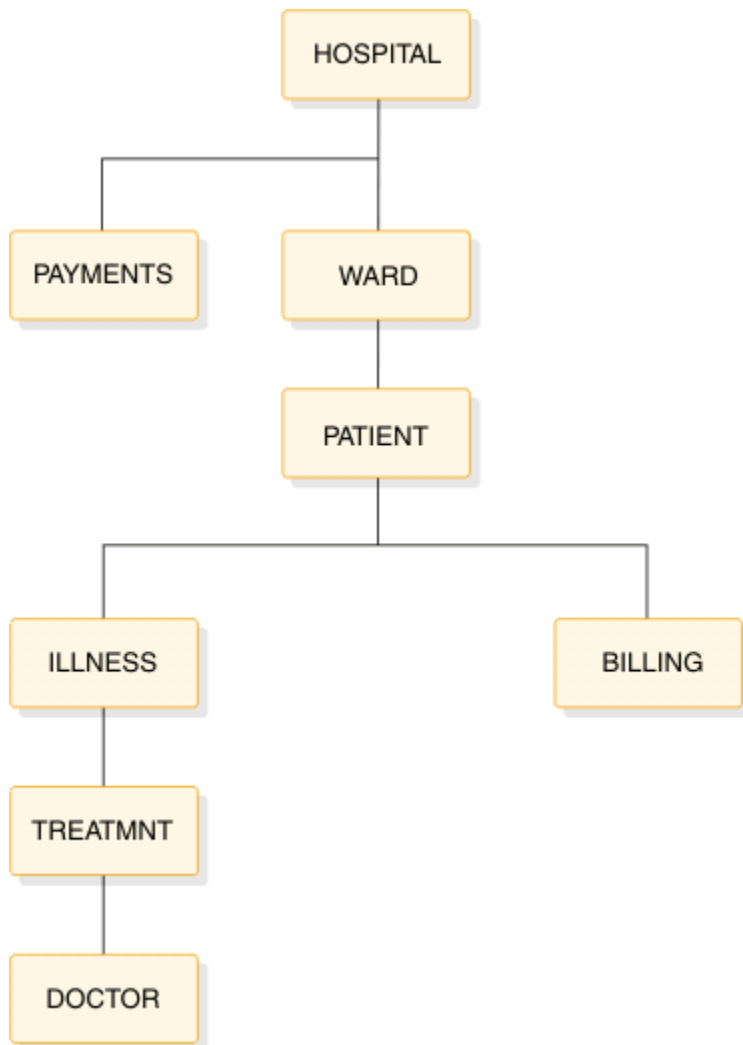 HOSPITAL
PAYMENTS
WARD
PATIENT
ILLNESS
BILLING
TREATMNT
DOCTOR